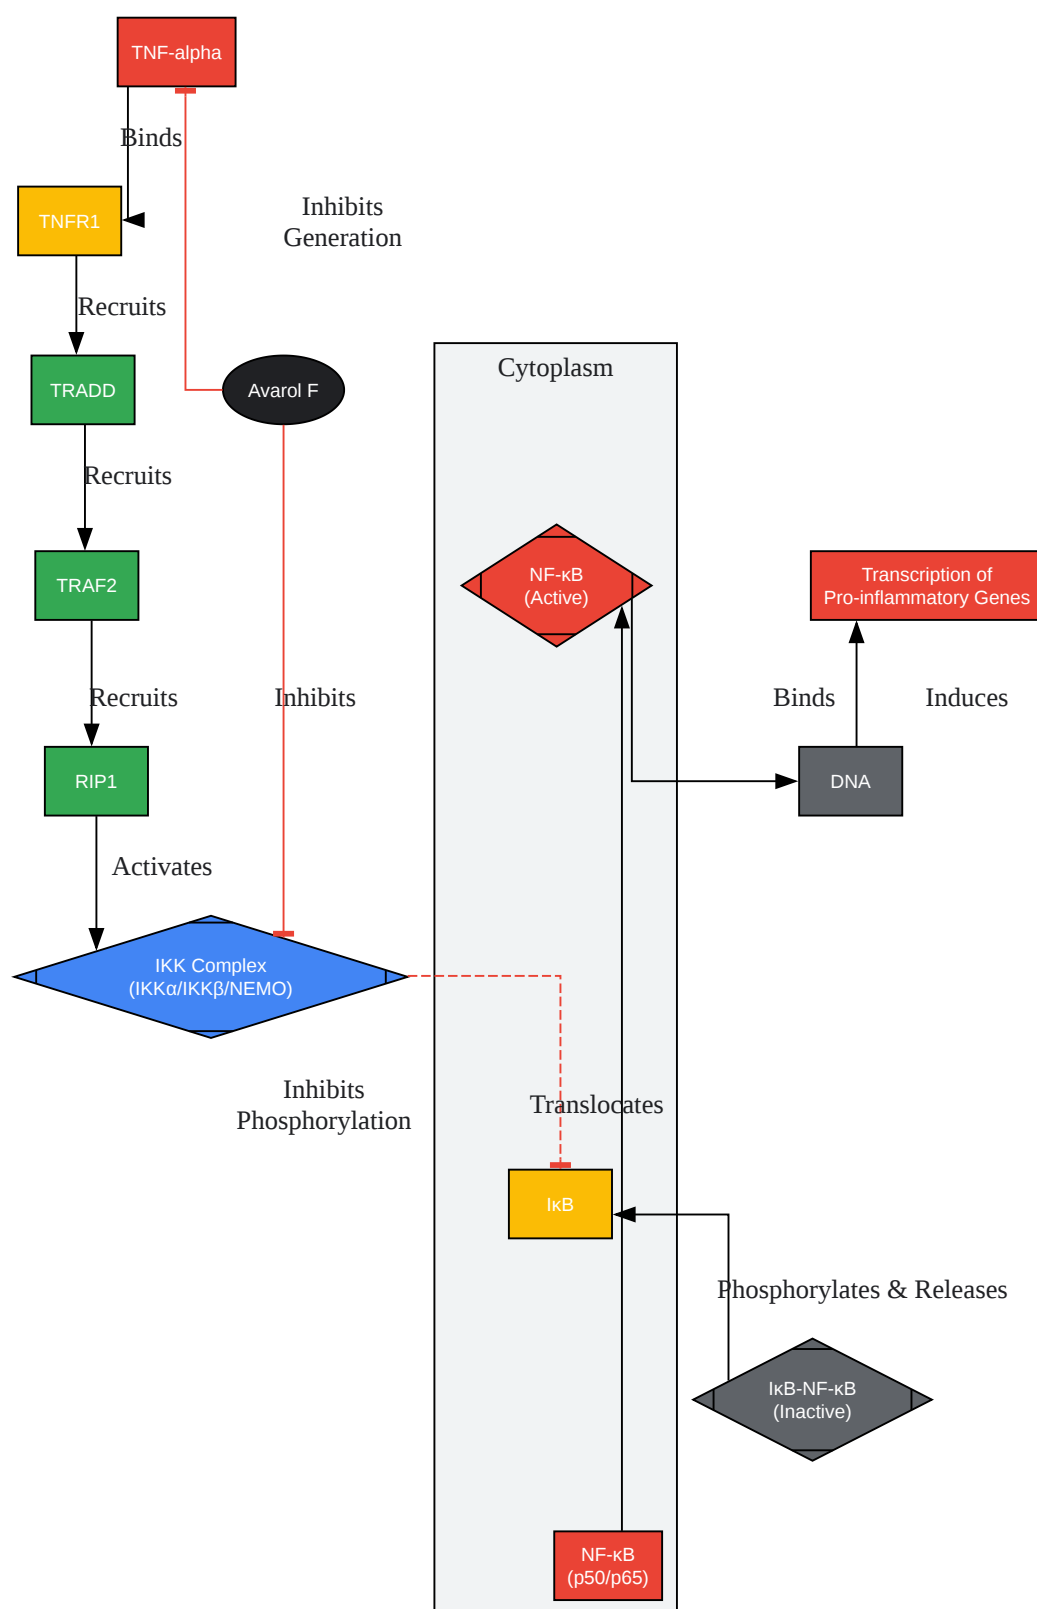 TNF-alpha
Binds
TNFR1
Inhibits
Generation
Recruits
Cytoplasm
TRADD
Avarol F
Recruits
NF-κB
(Active)
Transcription of
Pro-inflammatory Genes
TRAF2
Recruits
Inhibits
Binds
Induces
RIP1
DNA
Activates
IKK Complex
(IKKα/IKKβ/NEMO)
Inhibits
Phosphorylation
Translocates
IκB
Phosphorylates & Releases
IκB-NF-κB
(Inactive)
NF-κB
(p50/p65)